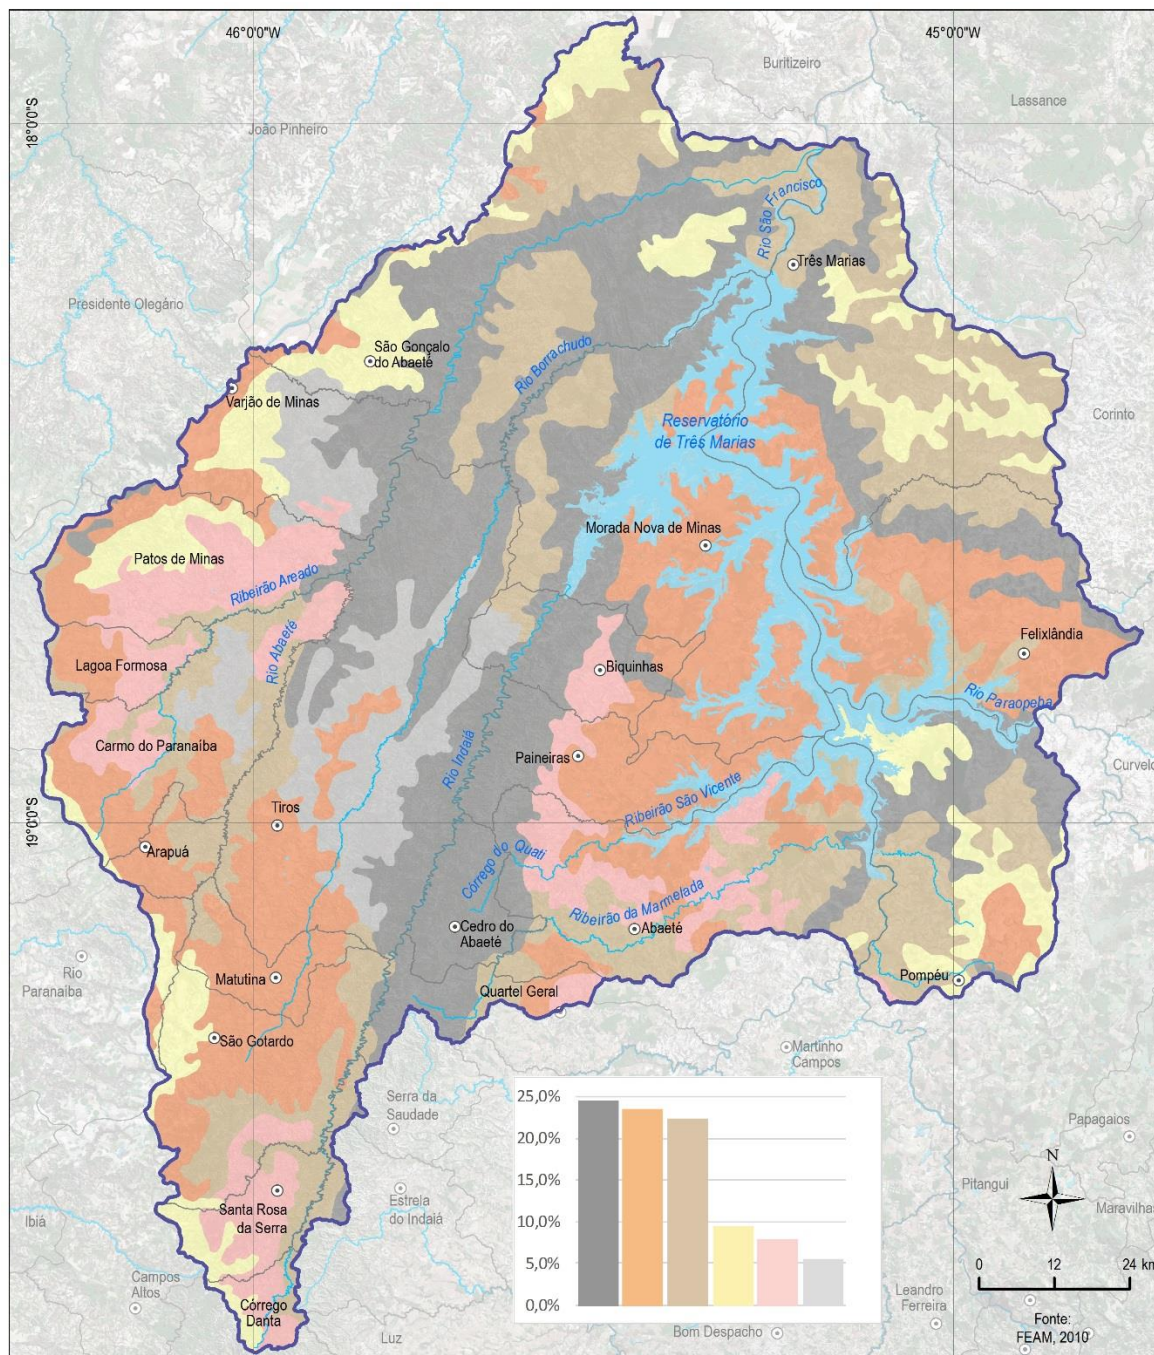 46°0'0"W
45°0'0"W
Buritizeiro
Lassance
18°0'0"S
João Pinheiro
Rio São Francisco
Três Marias
Presidente Olegário
São Gonçalo
do Abaeté
Rio Borrachudo
Varjão de Minas
Corinto
Reservatório
de Três Marias
Morada Nova de Minas
Patos de Minas
Ribeirão Areado
Rio Abaeté
Felixlândia
Lagoa Formosa
Biquinhas
Rio Paraopeba
Carmo do Paranaíba
Rio Indaiá
Paineiras
Curvelo
Ribeirão São Vicente
Tiros
19°0'0"S
Arapuá
Córrego do Quati
Ribeirão da Marmelada
Cedro do
Abaeté
Abaeté
Rio
Paranaíba
Matutina
Quartel Geral
Pompéu
São Gotardo
Martinho
Campos
Serra da
Saudade
25,0%
20,0%
15,0%
10,0%
5,0%
0,0%
Papagaios
N
Pitangui
Maravilhas
Estrela
do Indaiá
Santa Rosa
da Serra
Ibiá
0 12 24 km
Campos
Altos
Córrego
Danta
Leandro
Ferreira
Luz
Bom Despacho
Fonte:
FEAM, 2010